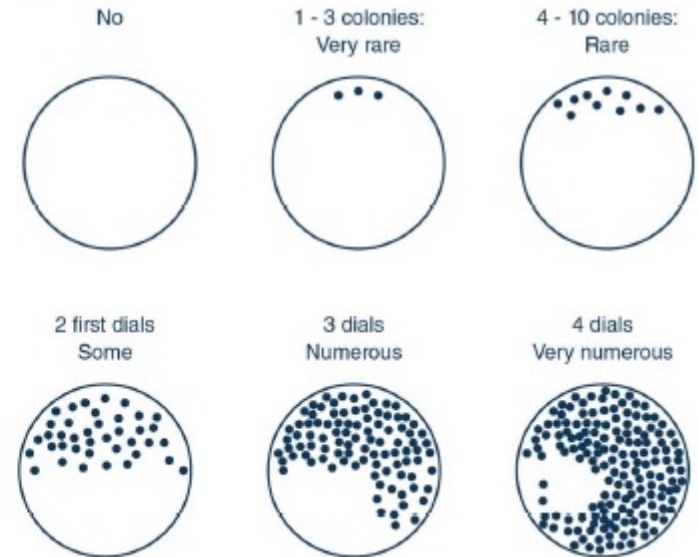 No
1 - 3 colonies:
Very rare
4 - 10 colonies:
Rare
2 first dials
Some
3 dials
Numerous
4 dials
Very numerous